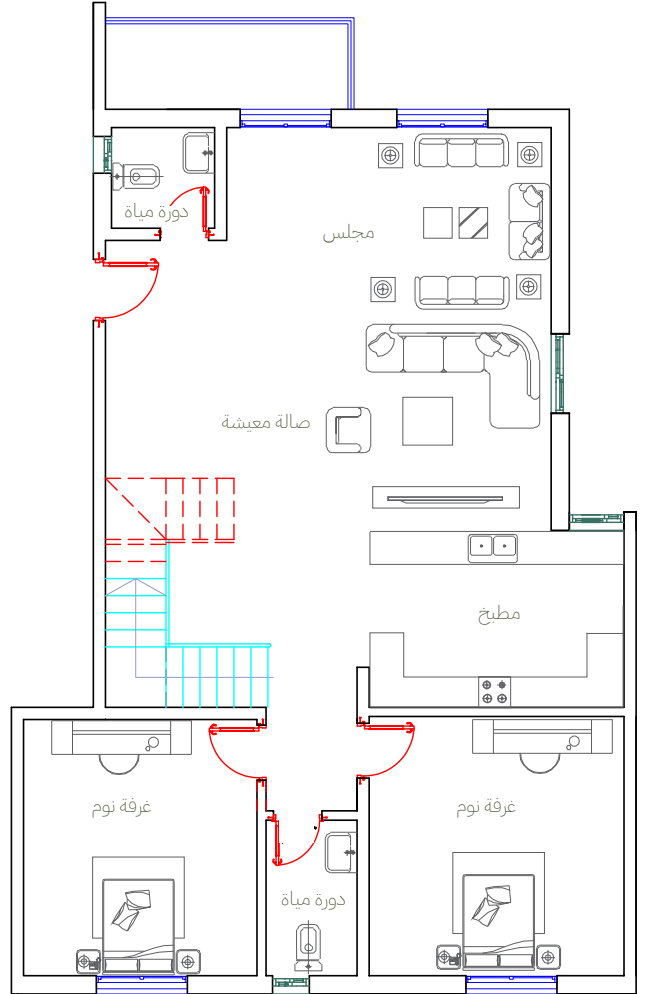 دورة مياة
مجلس
صالة معيشة
مطبخ
غرفة نوم
غرفة نوم
دورة مياة